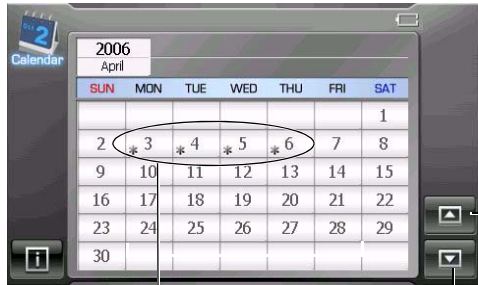 OCT 2
Calendar
2006
April
SUN MON TUE WED THU FRI SAT
1
2 * 3 * 4 * 5 * 6 7 8
9 10 11 12 13 14 15
16 17 18 19 20 21 22
23 24 25 26 27 28 29
30
i